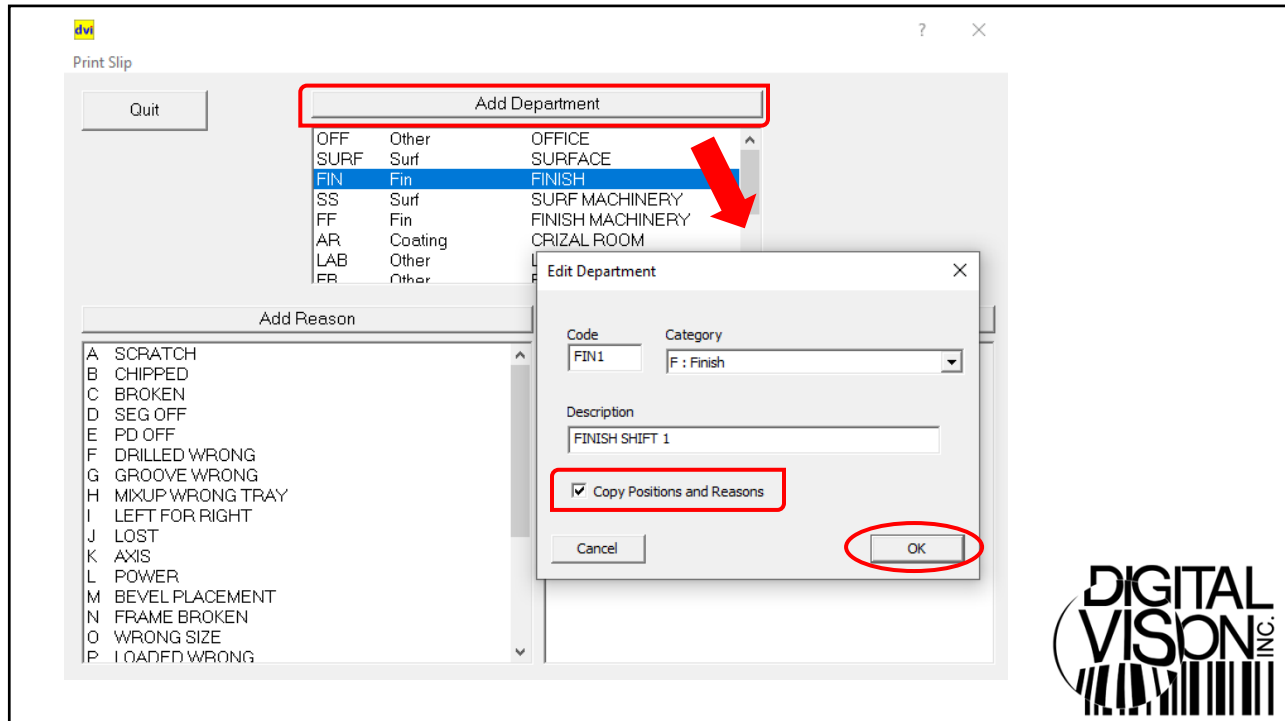 dvi
?
Print Slip
Quit
Add Department
OFF Other OFFICE
SURF Surf SURFACE
FIN Fin FINISH
SS Surf SURF MACHINERY
FF Fin FINISH MACHINERY
AR Coating CRIZAL ROOM
LAB Other
Other
Add Reason
A SCRATCH
B CHIPPED
C BROKEN
D SEG OFF
E PD OFF
F DRILLED WRONG
G GROOVE WRONG
H MIXUP WRONG TRAY
I LEFT FOR RIGHT
J LOST
K AXIS
L POWER
M BEVEL PLACEMENT
N FRAME BROKEN
O WRONG SIZE
P LOADED WRONG
Edit Department
Code Category
FIN1 F : Finish
Description
FINISH SHIFT 1
Copy Positions and Reasons
Cancel OK
DIGITAL
VISION INC.